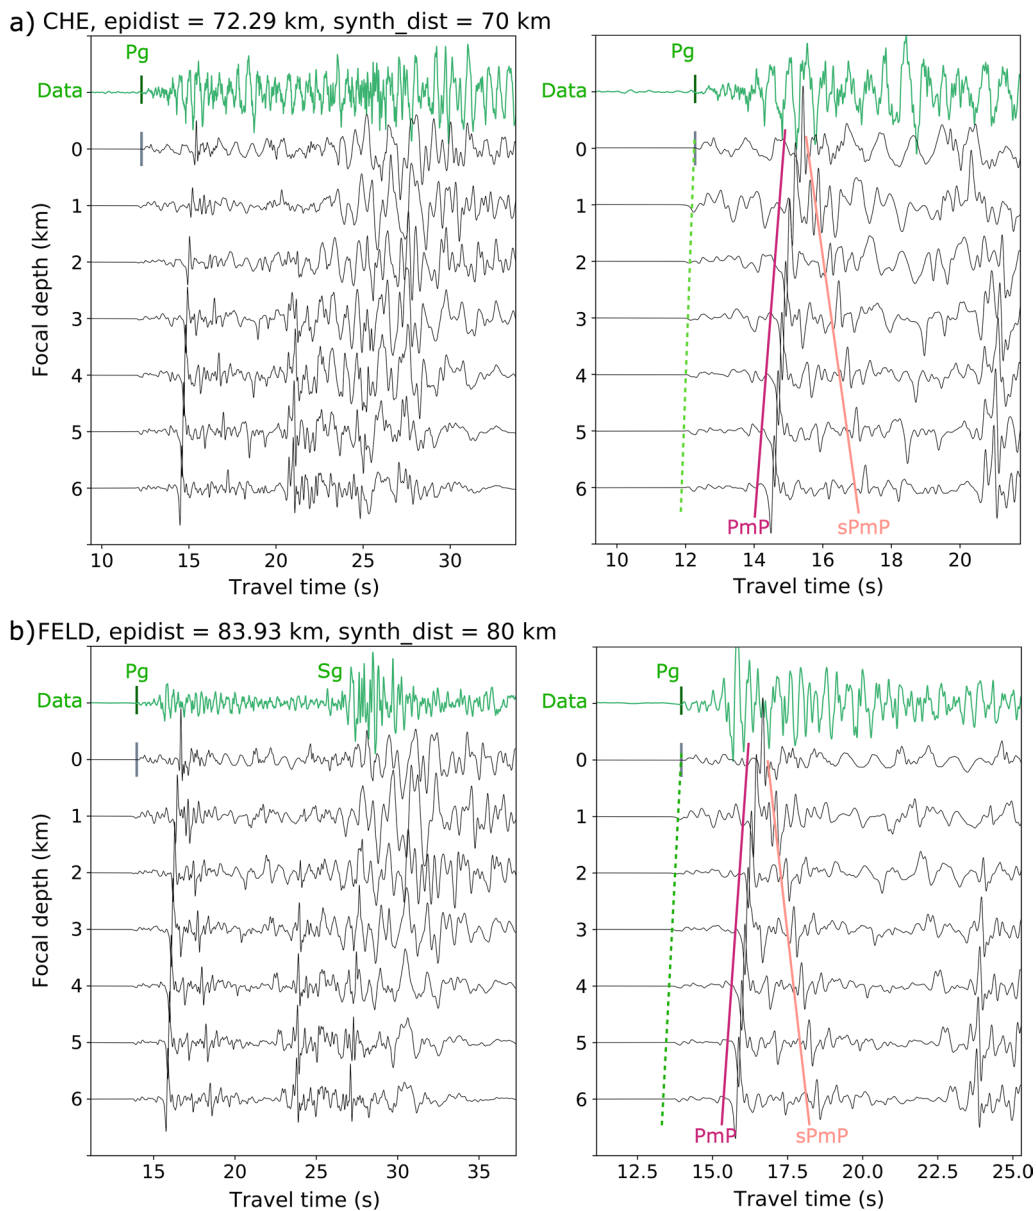 a) CHE, epidist = 72.29 km, synth_dist = 70 km
Pg
Data
0
1
2
3
4
5
6
Focal depth (km)
10 15 20 25 30
Travel time (s)
Pg
Data
0
1
2
3
4
5
6
PmP sPmP
10 12 14 16 18 20
Travel time (s)
b) FELD, epidist = 83.93 km, synth_dist = 80 km
Pg Sg
Data
0
1
2
3
4
5
6
Focal depth (km)
15 20 25 30 35
Travel time (s)
Pg
Data
0
1
2
3
4
5
6
PmP sPmP
12.5 15.0 17.5 20.0 22.5 25.0
Travel time (s)